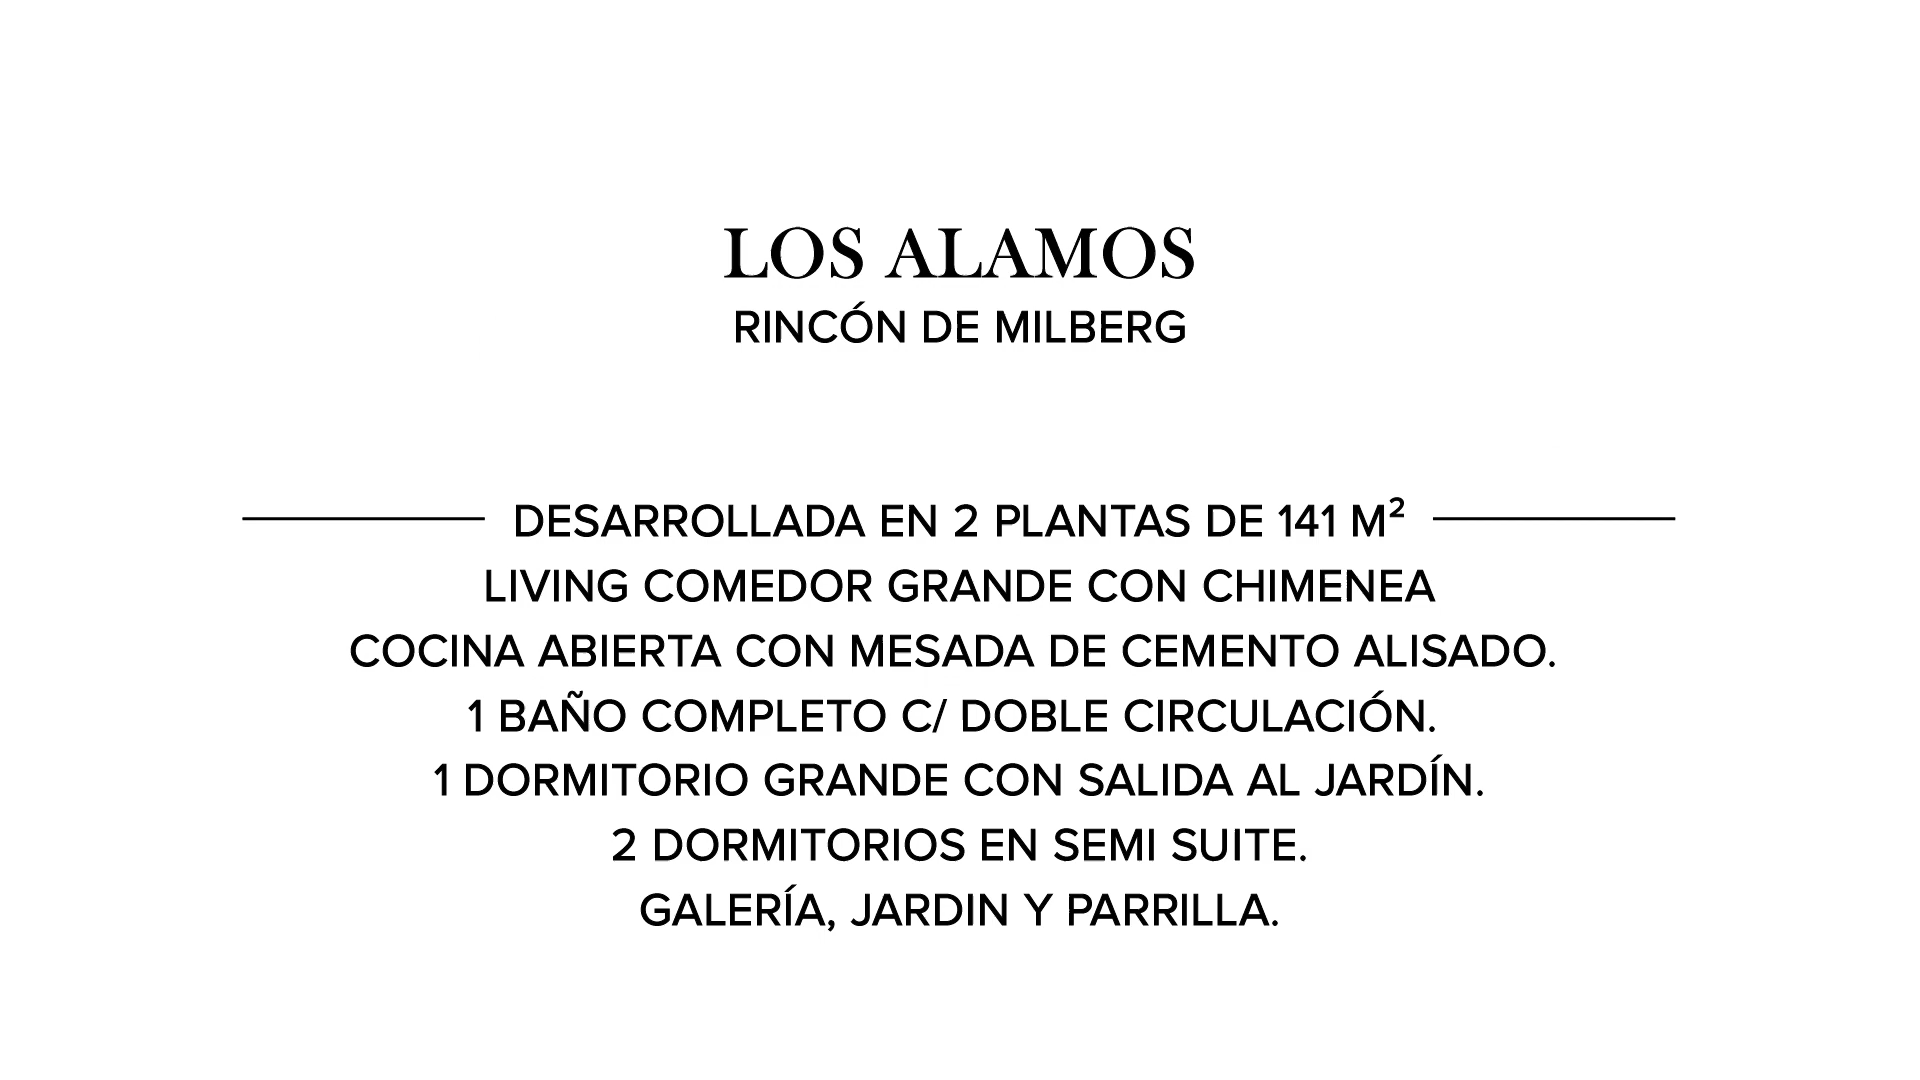 LOS ALAMOS
RINCÓN DE MILBERG
DESARROLLADA EN 2 PLANTAS DE 141 M²
LIVING COMEDOR GRANDE CON CHIMENEA
COCINA ABIERTA CON MESADA DE CEMENTO ALISADO.
1 BAÑO COMPLETO C/ DOBLE CIRCULACIÓN.
1 DORMITORIO GRANDE CON SALIDA AL JARDÍN.
2 DORMITORIOS EN SEMI SUITE.
GALERÍA, JARDIN Y PARRILLA.